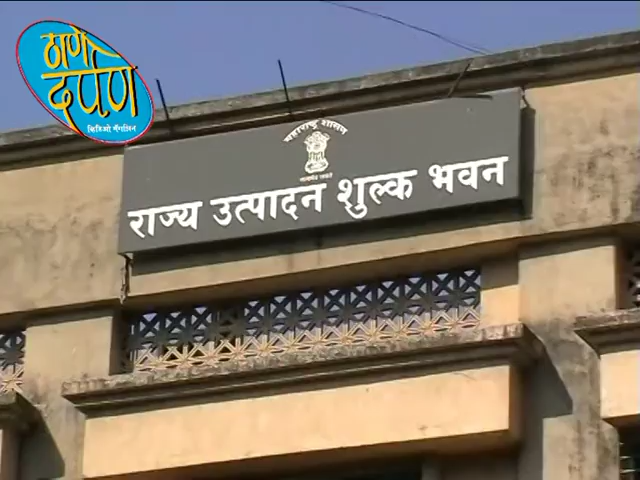 ठाणे
दर्पण
व्हिडिओ मॅगझिन
महाराष्ट्र शासन
सत्यमेव जयते
राज्य उत्पादन शुल्क भवन